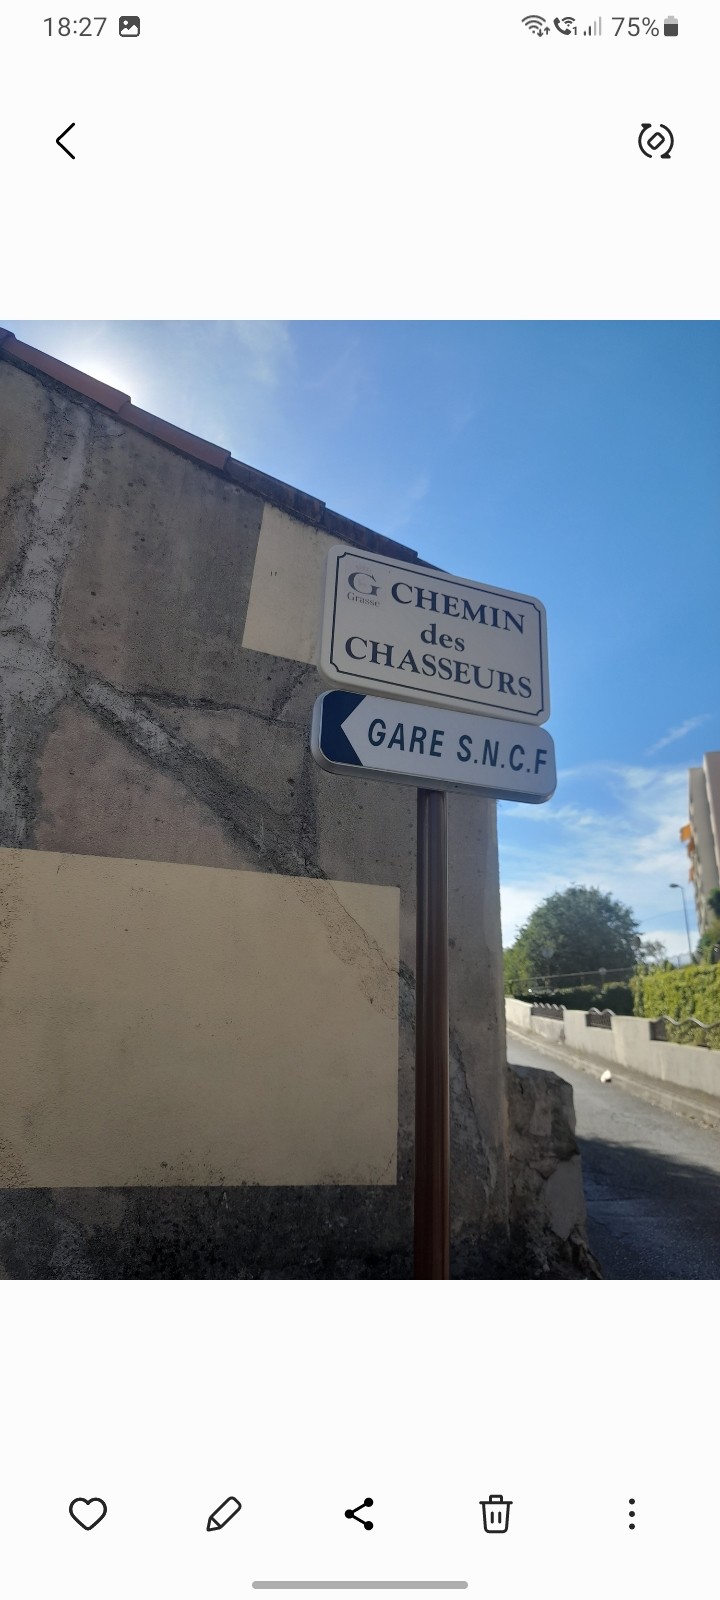 18:27
75%
G
Grasse
CHEMIN
des
CHASSEURS
GARE S.N.C.F